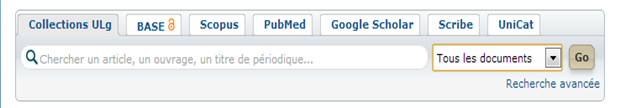 Collections ULg BASE Scopus PubMed Google Scholar Scribe UniCat
Chercher un article, un ouvrage, un titre de périodique... Tous les documents Go
Recherche avancée